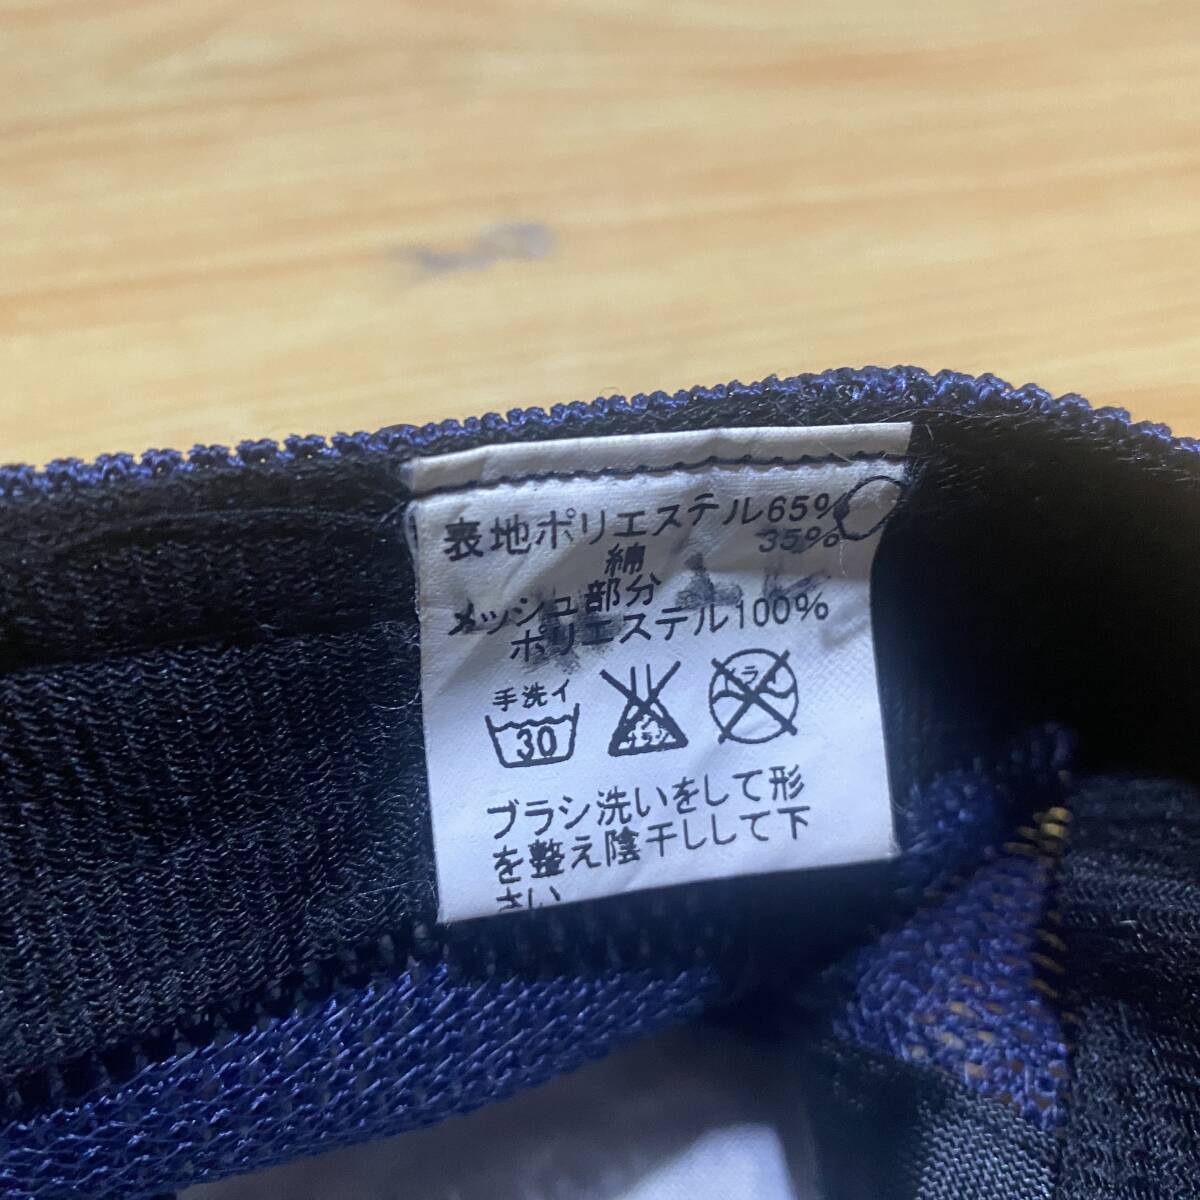 表地ポリエステル65%
綿 35%
メッシュ部分
ポリエステル100%
手洗イ
30
ブラシ洗いをして形
を整え陰干しして下
さい